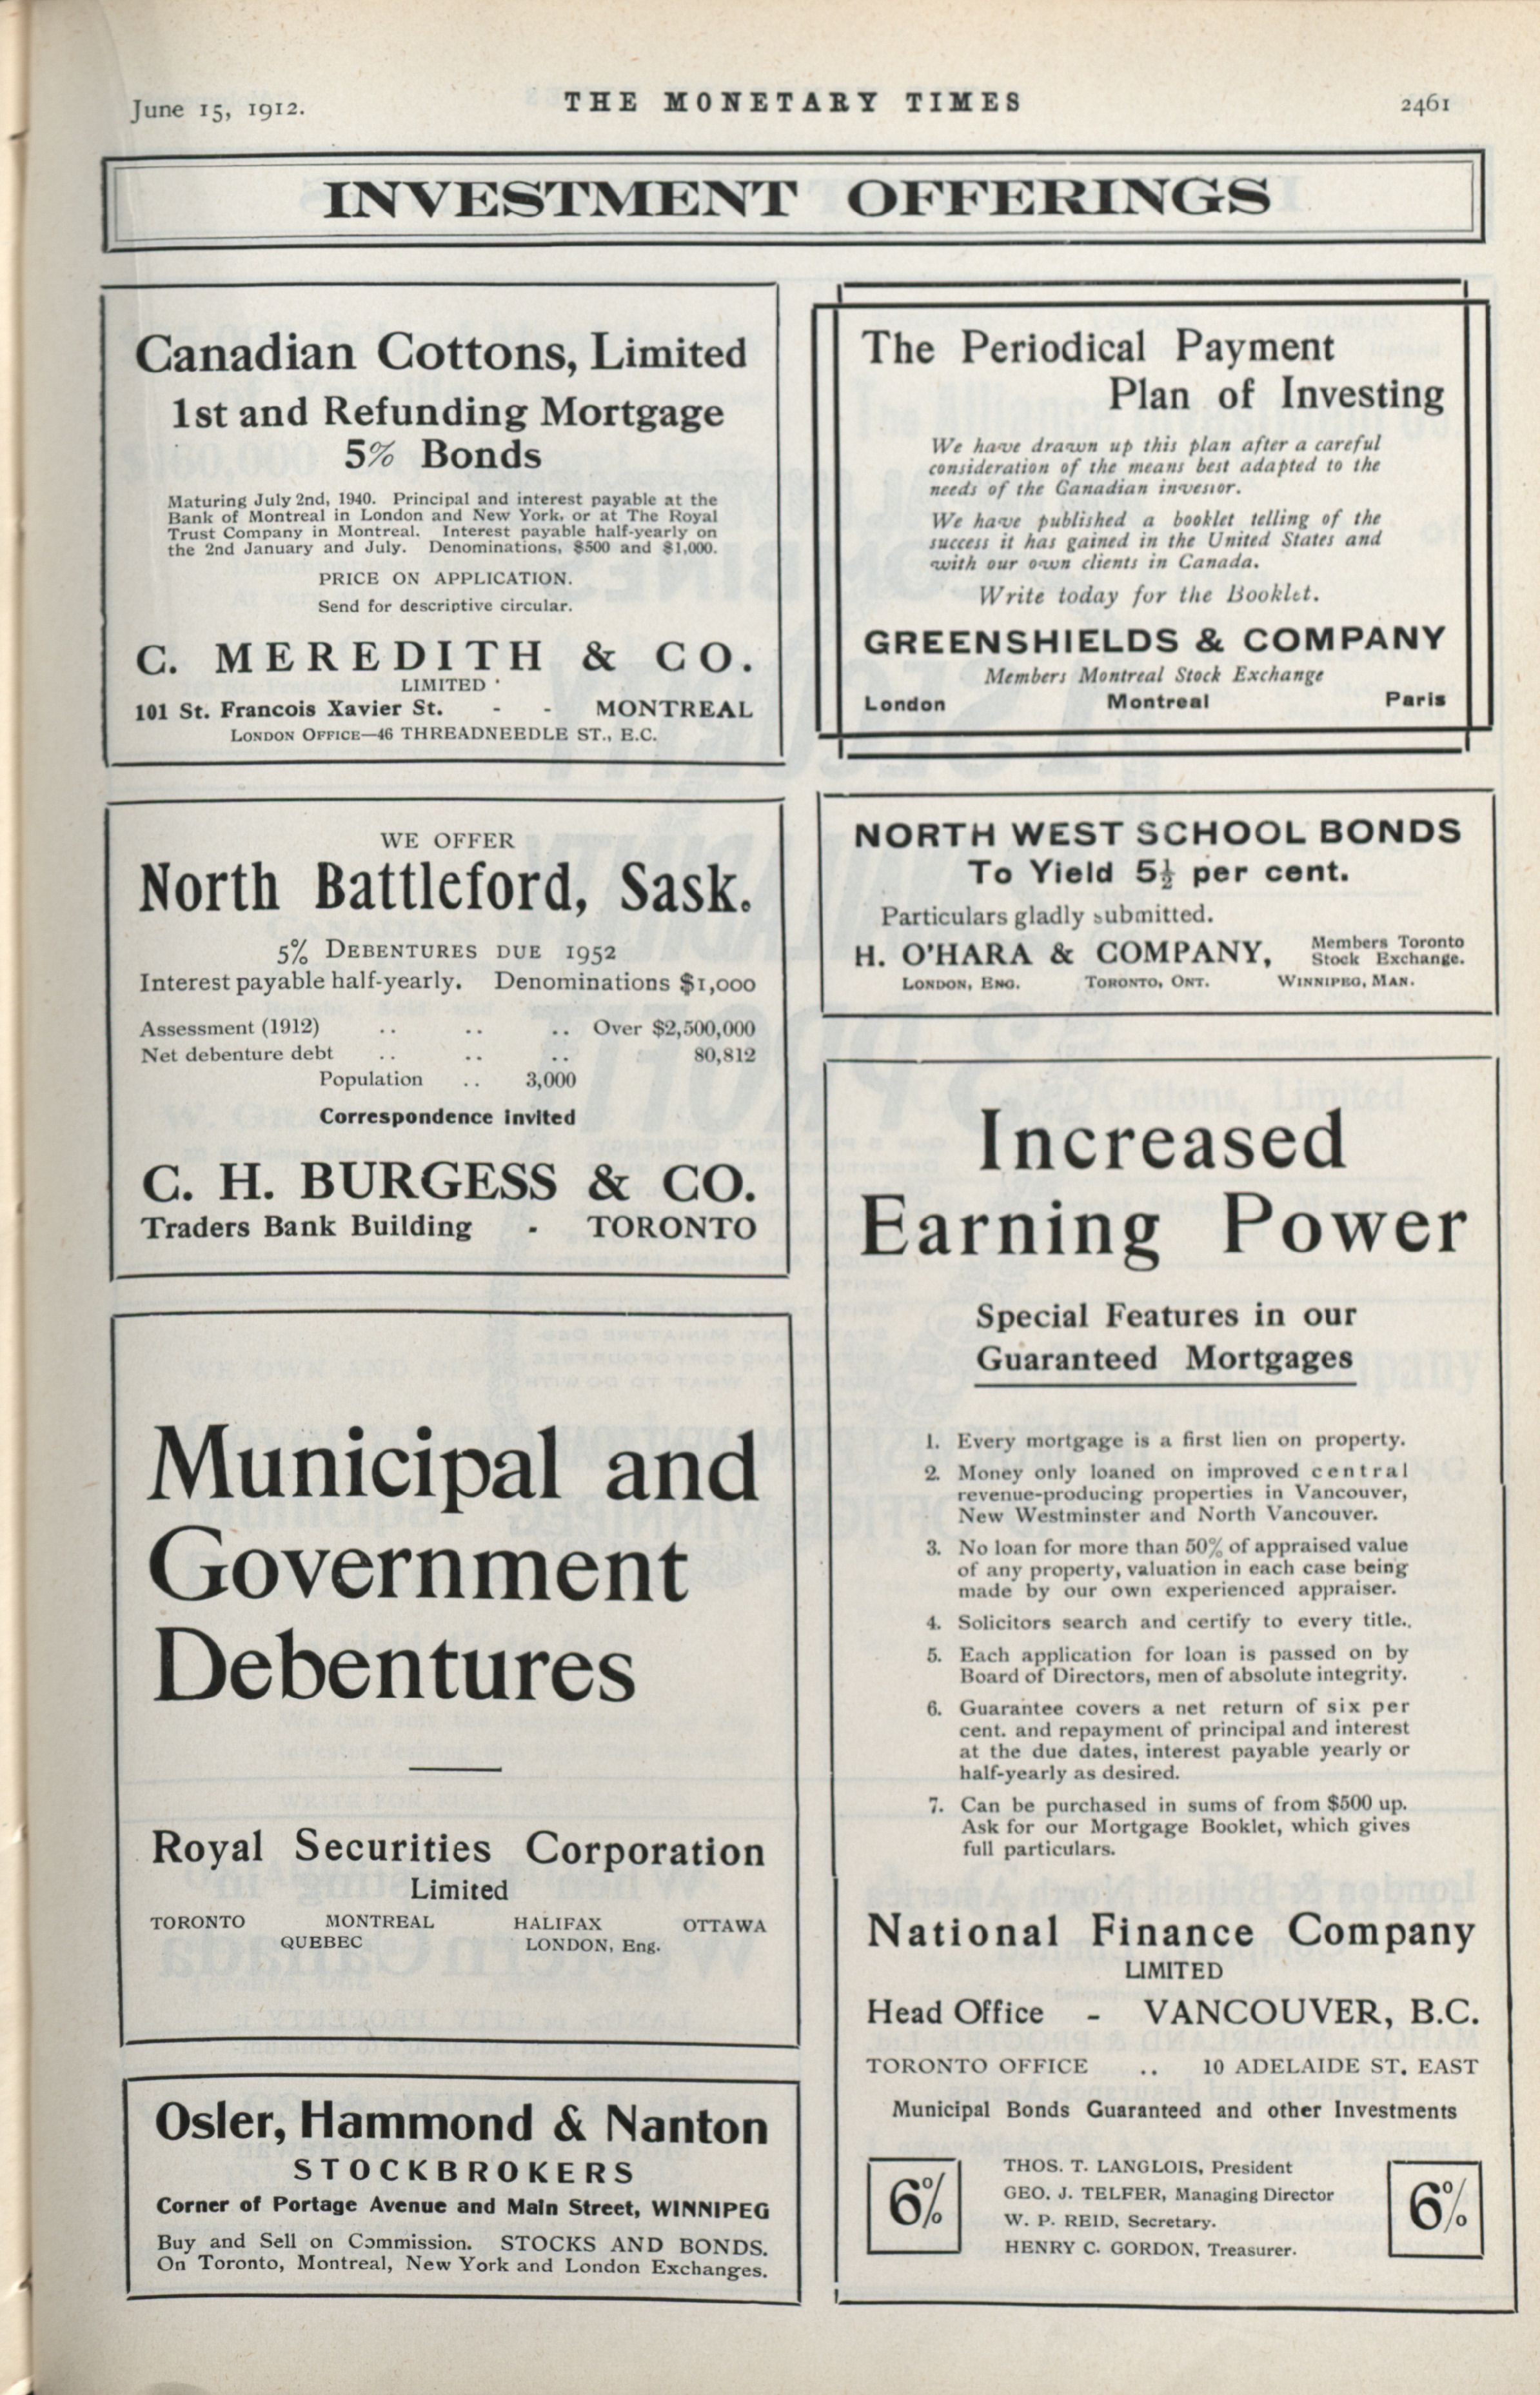 June 15, 1912.
THE MONETARY TIMES
2461
INVESTMENT OFFERINGS
Canadian Cottons, Limited
1st and Refunding Mortgage
5% Bonds
Maturing July 2nd, 1940. Principal and interest payable at the
Bank of Montreal in London and New York, or at The Royal
Trust Company in Montreal. Interest payable half-yearly on
the 2nd January and July. Denominations, $500 and $1,000.
PRICE ON APPLICATION.
Send for descriptive circular.
C. MEREDITH & CO.
LIMITED
101 St. Francois Xavier St. - - MONTREAL
LONDON OFFICE—46 THREADNEEDLE ST., E.C.
WE OFFER
North Battleford, Sask.
5% DEBENTURES DUE 1952
Interest payable half-yearly. Denominations $1,000
Assessment (1912) .. .. .. Over $2,500,000
Net debenture debt .. .. .. 80,812
Population .. 3,000
Correspondence Invited
C. H. BURGESS & CO.
Traders Bank Building - TORONTO
Municipal and
Government
Debentures
Royal Securities Corporation
Limited
TORONTO MONTREAL HALIFAX OTTAWA
QUEBEC LONDON, Eng.
Osler, Hammond & Nanton
STOCKBROKERS
Corner of Portage Avenue and Main Street, WINNIPEG
Buy and Sell on Commission. STOCKS AND BONDS.
On Toronto, Montreal, New York and London Exchanges.
The Periodical Payment
Plan of Investing
We have drawn up this plan after a careful
consideration of the means best adapted to the
needs of the Canadian invesior.
We have published a booklet telling of the
success it has gained in the United States and
with our own clients in Canada.
Write today for the Booklet.
GREENSHIELDS & COMPANY
Members Montreal Stock Exchange
London Montreal Paris
NORTH WEST SCHOOL BONDS
To Yield 5½ per cent.
Particulars gladly submitted.
H. O'HARA & COMPANY, Members Toronto
Stock Exchange.
LONDON, ENG. TORONTO, ONT. WINNIPEG, MAN.
Increased
Earning Power
Special Features in our
Guaranteed Mortgages
1. Every mortgage is a first lien on property.
2. Money only loaned on improved central
revenue-producing properties in Vancouver,
New Westminster and North Vancouver.
3. No loan for more than 50% of appraised value
of any property, valuation in each case being
made by our own experienced appraiser.
4. Solicitors search and certify to every title..
5. Each application for loan is passed on by
Board of Directors, men of absolute integrity.
6. Guarantee covers a net return of six per
cent. and repayment of principal and interest
at the due dates, interest payable yearly or
half-yearly as desired.
7. Can be purchased in sums of from $500 up.
Ask for our Mortgage Booklet, which gives
full particulars.
National Finance Company
LIMITED
Head Office - VANCOUVER, B.C.
TORONTO OFFICE .. 10 ADELAIDE ST. EAST
Municipal Bonds Guaranteed and other Investments
6%
THOS. T. LANGLOIS, President
GEO. J. TELFER, Managing Director
W. P. REID, Secretary.
HENRY C. GORDON, Treasurer.
6%